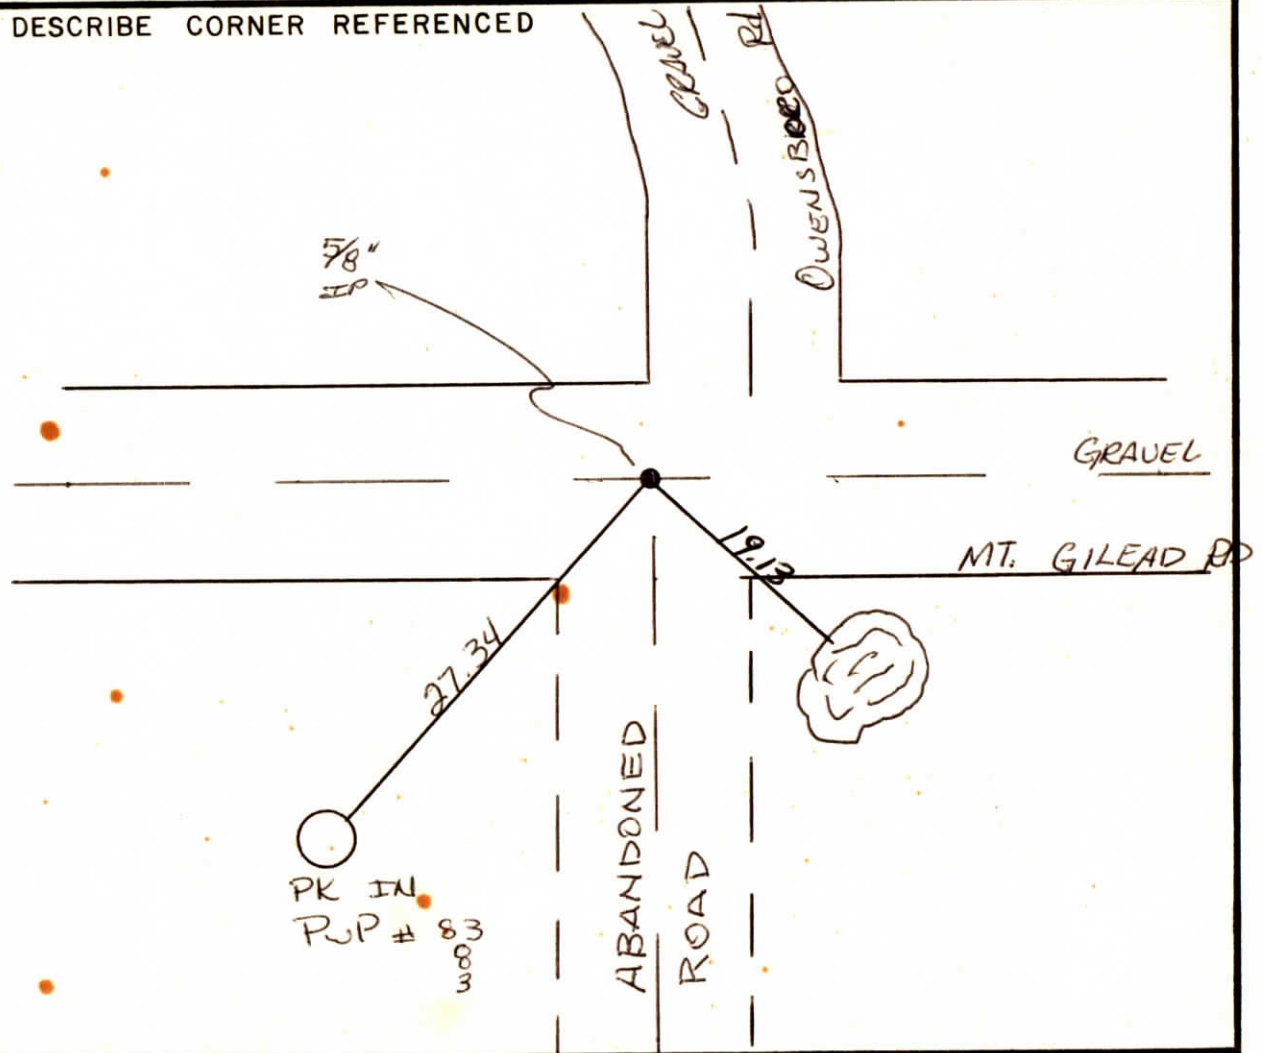 DESCRIBE CORNER REFERENCED
GRAVEL
OWENSBORO Rd
5/8"
IP
GRAVEL
19.13
MT. GILEAD RD
27.34
PK IN
PwP # 83
8
3
ABANDONED
ROAD